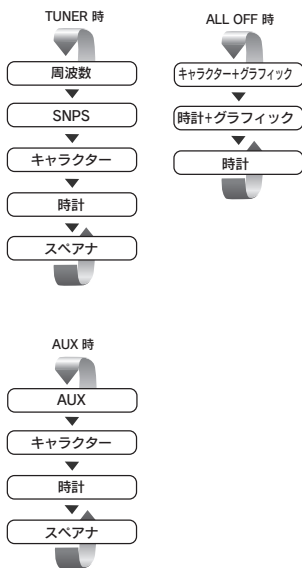 TUNER 時
周波数
SNPS
キャラクター
時計
スペアナ
ALL OFF 時
キャラクター+グラフィック
時計+グラフィック
時計
AUX 時
AUX
キャラクター
時計
スペアナ